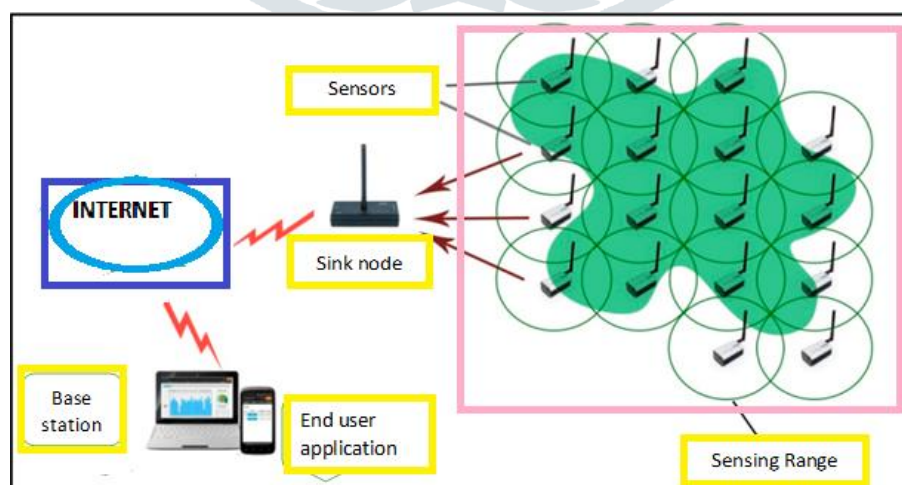 Sensors
INTERNET
Sink node
Base
station
End user
application
Sensing Range